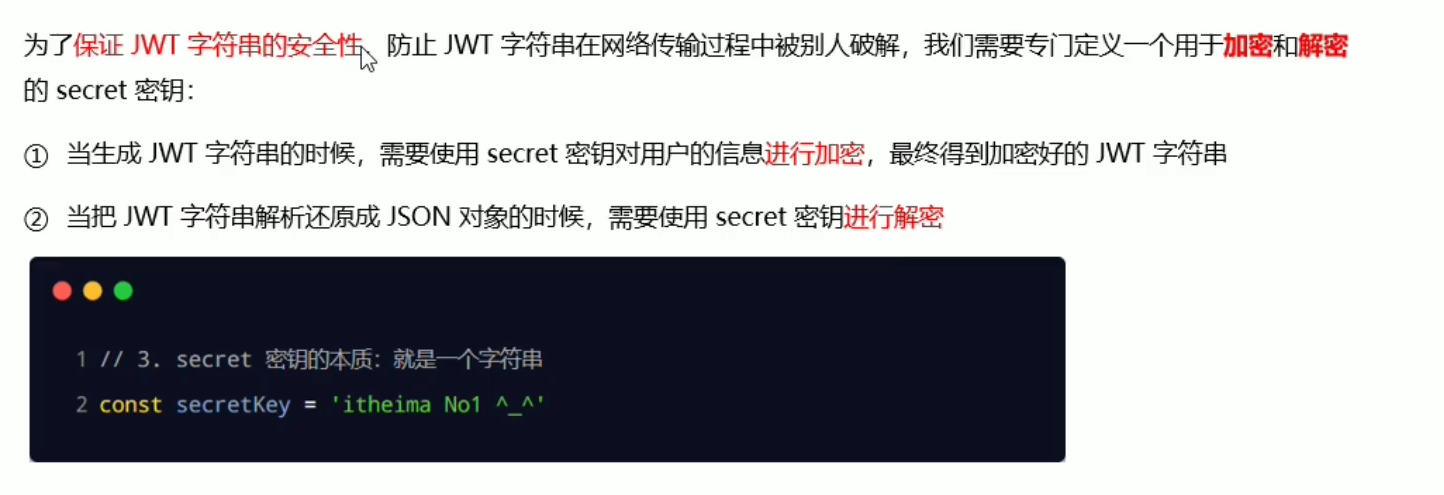 为了保证 JWT 字符串的安全性,防止 JWT 字符串在网络传输过程中被别人破解，我们需要专门定义一个用于加密和解密
的 secret 密钥：
① 当生成 JWT 字符串的时候，需要使用 secret 密钥对用户的信息进行加密，最终得到加密好的 JWT 字符串
② 当把 JWT 字符串解析还原成 JSON 对象的时候，需要使用 secret 密钥进行解密
1 // 3. secret 密钥的本质：就是一个字符串
2 const secretKey = 'itheima No1 ^_^'